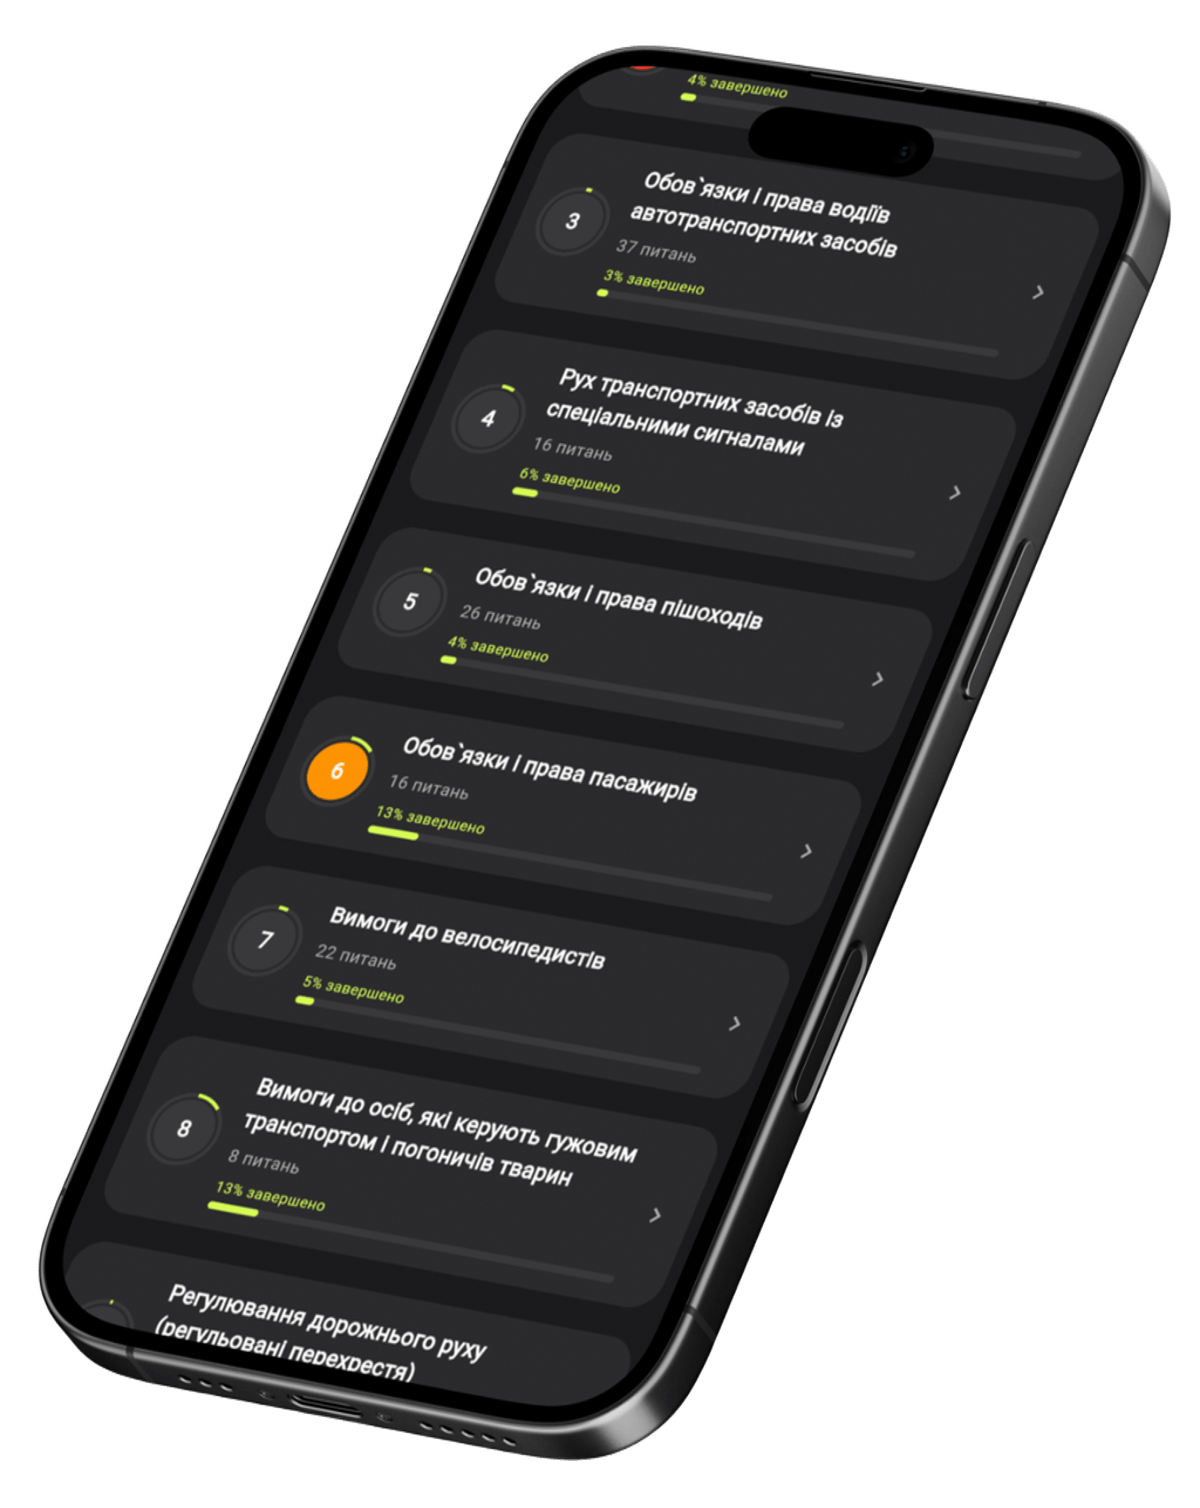 4% завершено
3
Обов`язки і права водіїв
автотранспортних засобів
37 питань
3% завершено
4
Рух транспортних засобів із
спеціальними сигналами
16 питань
6% завершено
5
Обов`язки і права пішоходів
26 питань
4% завершено
6
Обов`язки і права пасажирів
16 питань
13% завершено
7
Вимоги до велосипедистів
22 питань
5% завершено
8
Вимоги до осіб, які керують гужовим
транспортом і погоничів тварин
8 питань
13% завершено
Регулювання дорожнього руху
(регульовані перехрестя)